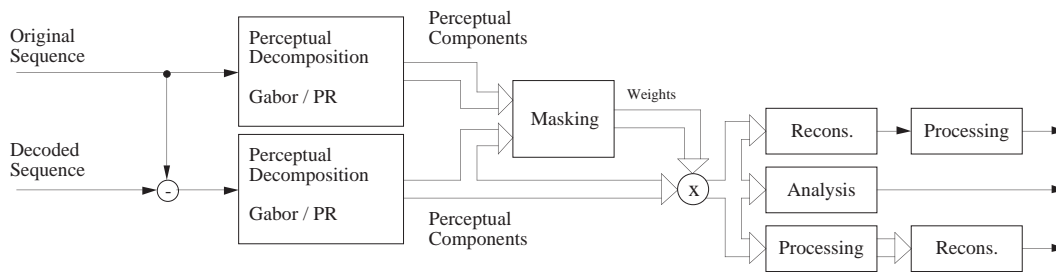 Original
Sequence
Perceptual
Decomposition
Gabor / PR
Perceptual
Components
Masking
Weights
Recons.
Processing
Decoded
Sequence
-
Perceptual
Decomposition
Gabor / PR
Perceptual
Components
X
Analysis
Processing
Recons.